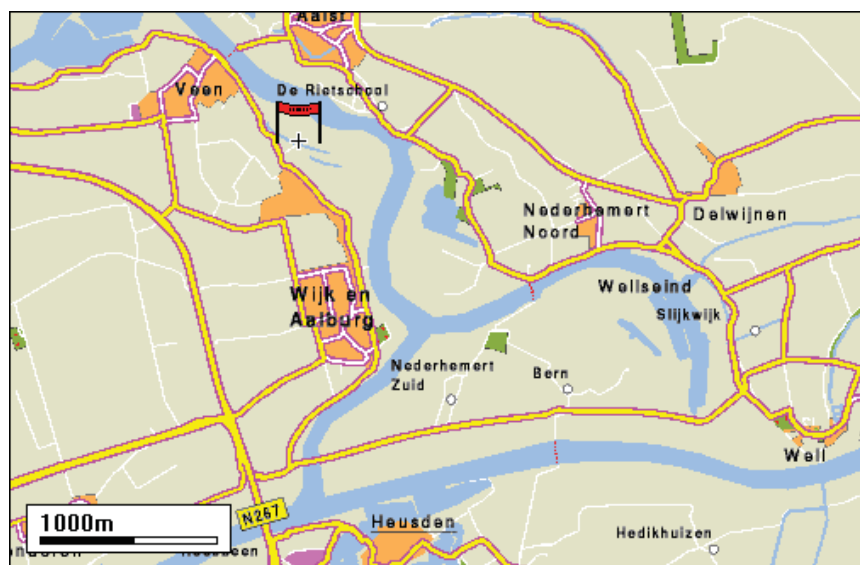 Aalst
Veen
De Rietschool
Nederhemert
Noord
Delwijnen
Wijk en
Aalburg
Wellseind
Slijkwijk
Nederhemert
Zuid
Bern
Well
N267
1000m
Heusden
Hedikhuizen